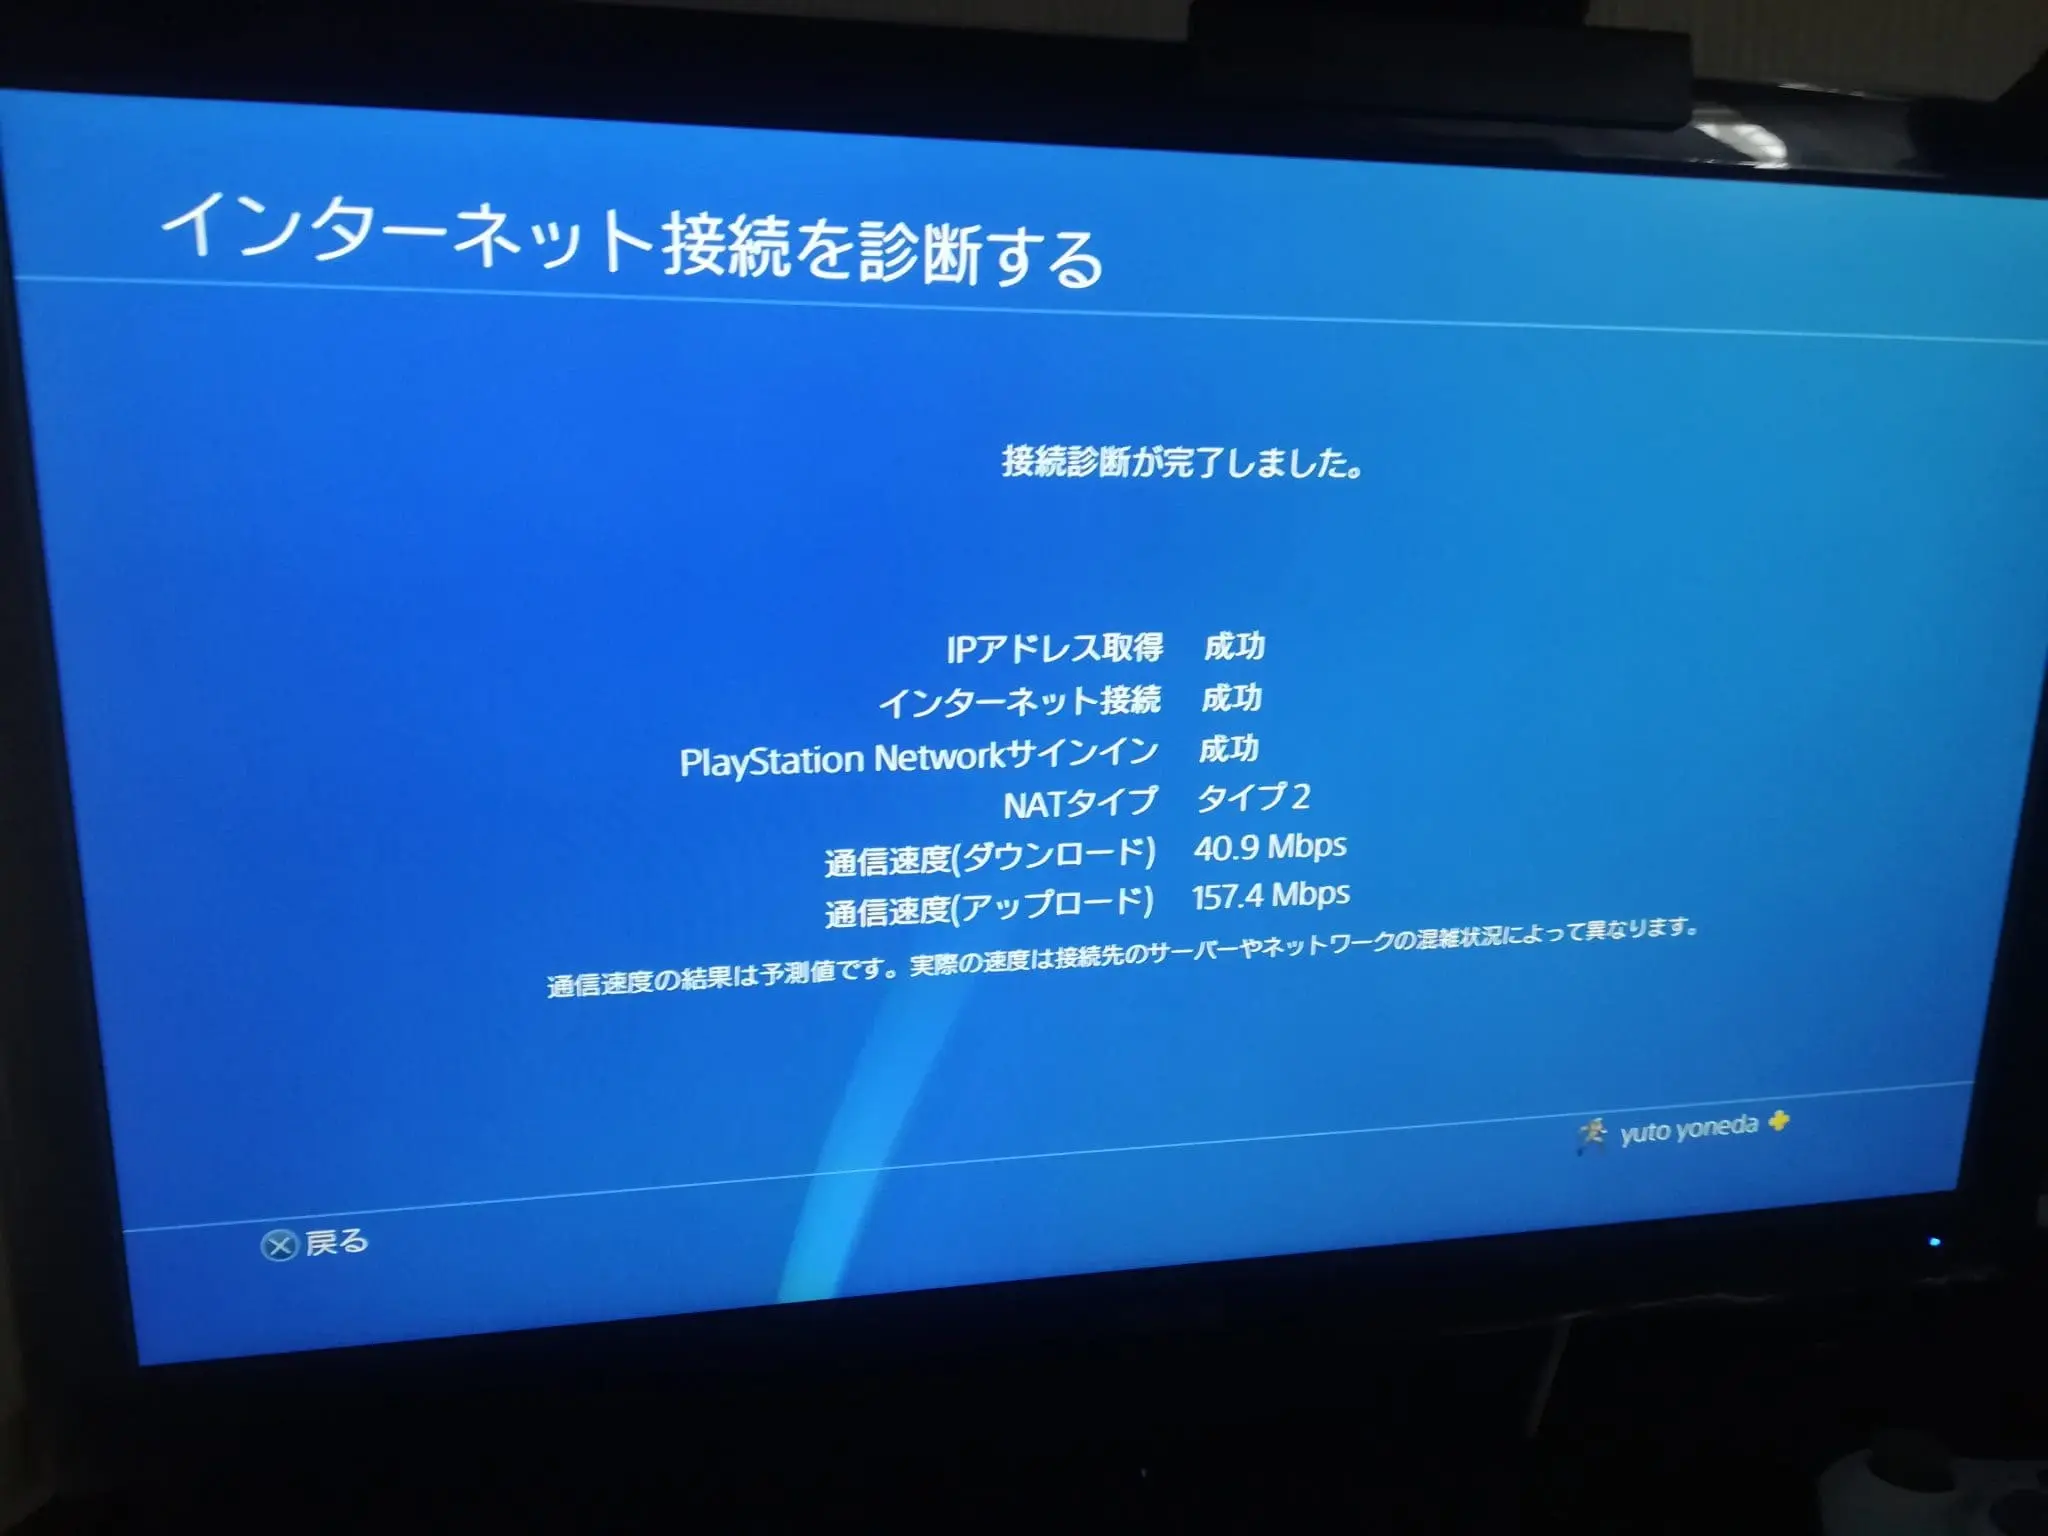 インターネット接続を診断する
接続診断が完了しました。
IPアドレス取得 成功
インターネット接続 成功
PlayStation Networkサインイン 成功
NATタイプ タイプ2
通信速度(ダウンロード) 40.9 Mbps
通信速度(アップロード) 157.4 Mbps
通信速度の結果は予測値です。実際の速度は接続先のサーバーやネットワークの混雑状況によって異なります。
yuto yoneda
戻る